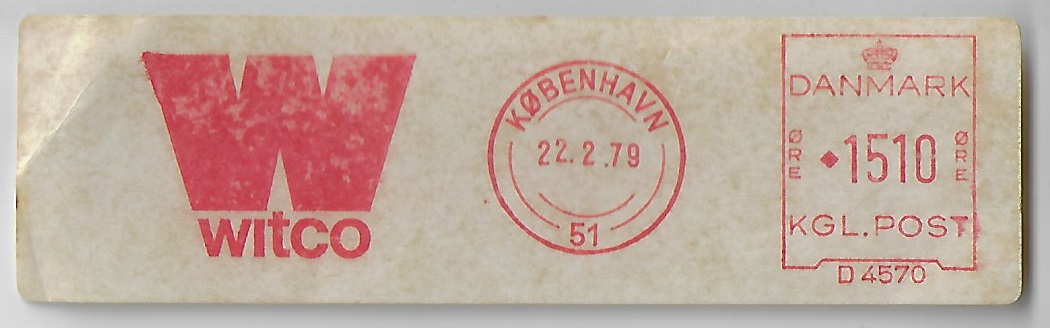 W
witco
KØBENHAVN
22.2.79
51
DANMARK
ØRE 1510 ØRE
KGL. POST
D 4570